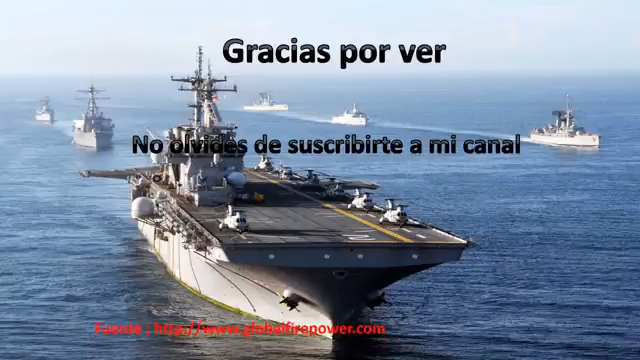 Gracias por ver
No olvides de suscribirte a mi canal
Fuente : http://www.globalfirepower.com